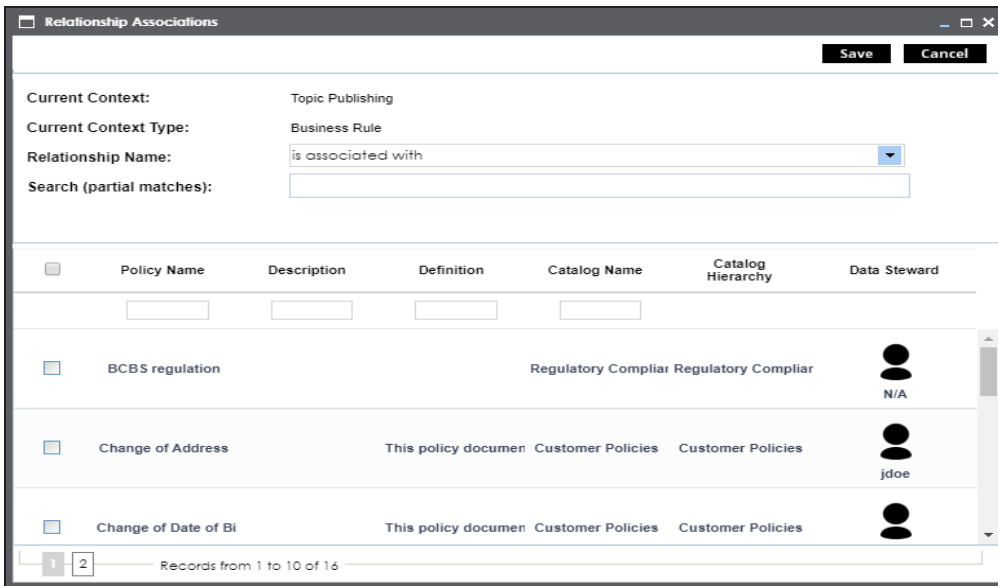 Relationship Associations
Save Cancel
Current Context: Topic Publishing
Current Context Type: Business Rule
Relationship Name: is associated with
Search (partial matches):
Policy Name Description Definition Catalog Name Catalog Hierarchy Data Steward
BCBS regulation Regulatory Compliar Regulatory Compliar
N/A
Change of Address This policy documen Customer Policies Customer Policies
jdoe
Change of Date of Bi This policy documen Customer Policies Customer Policies
1 2 Records from 1 to 10 of 16